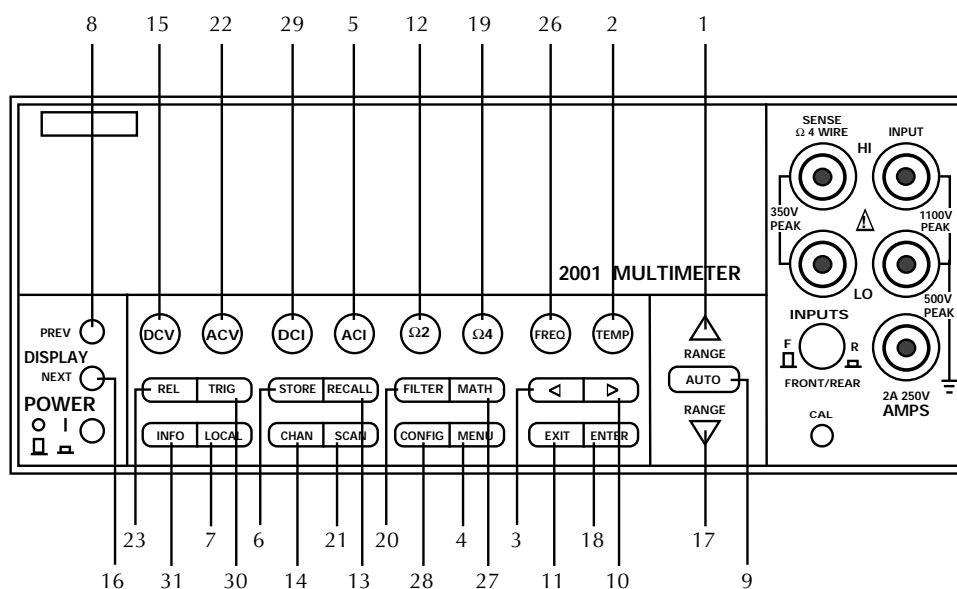 8 15 22 29 5 12 19 26 2 1
SENSE
Ω 4 WIRE
INPUT
HI
350V
PEAK
1100V
PEAK
2001 MULTIMETER
LO
500V
PEAK
INPUTS
F R
FRONT/REAR
2A 250V
AMPS
CAL
PREV
DISPLAY
NEXT
POWER
O I
DCV ACV DCI ACI Ω2 Ω4 FREQ TEMP
RANGE
REL TRIG STORE RECALL FILTER MATH AUTO
RANGE
INFO LOCAL CHAN SCAN CONFIG MENU EXIT ENTER
23 7 6 21 20 4 3 18 17
16 31 30 14 13 28 27 11 10 9